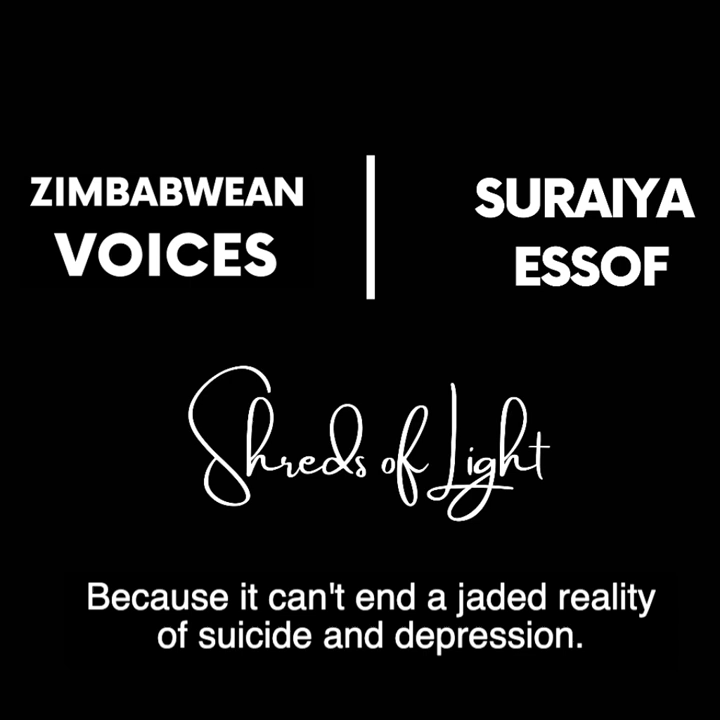 ZIMBABWEAN
VOICES
SURAIYA
ESSOF
Shreds of Light
Because it can't end a jaded reality
of suicide and depression.